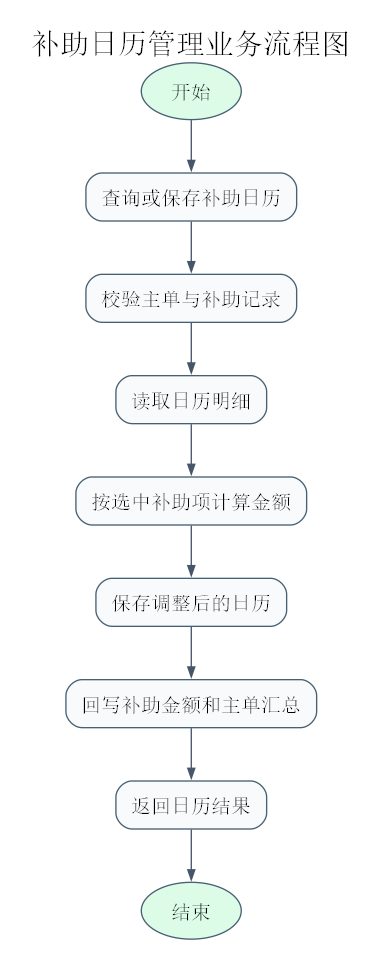 补助日历管理业务流程图
开始
查询或保存补助日历
校验主单与补助记录
读取日历明细
按选中补助项计算金额
保存调整后的日历
回写补助金额和主单汇总
返回日历结果
结束